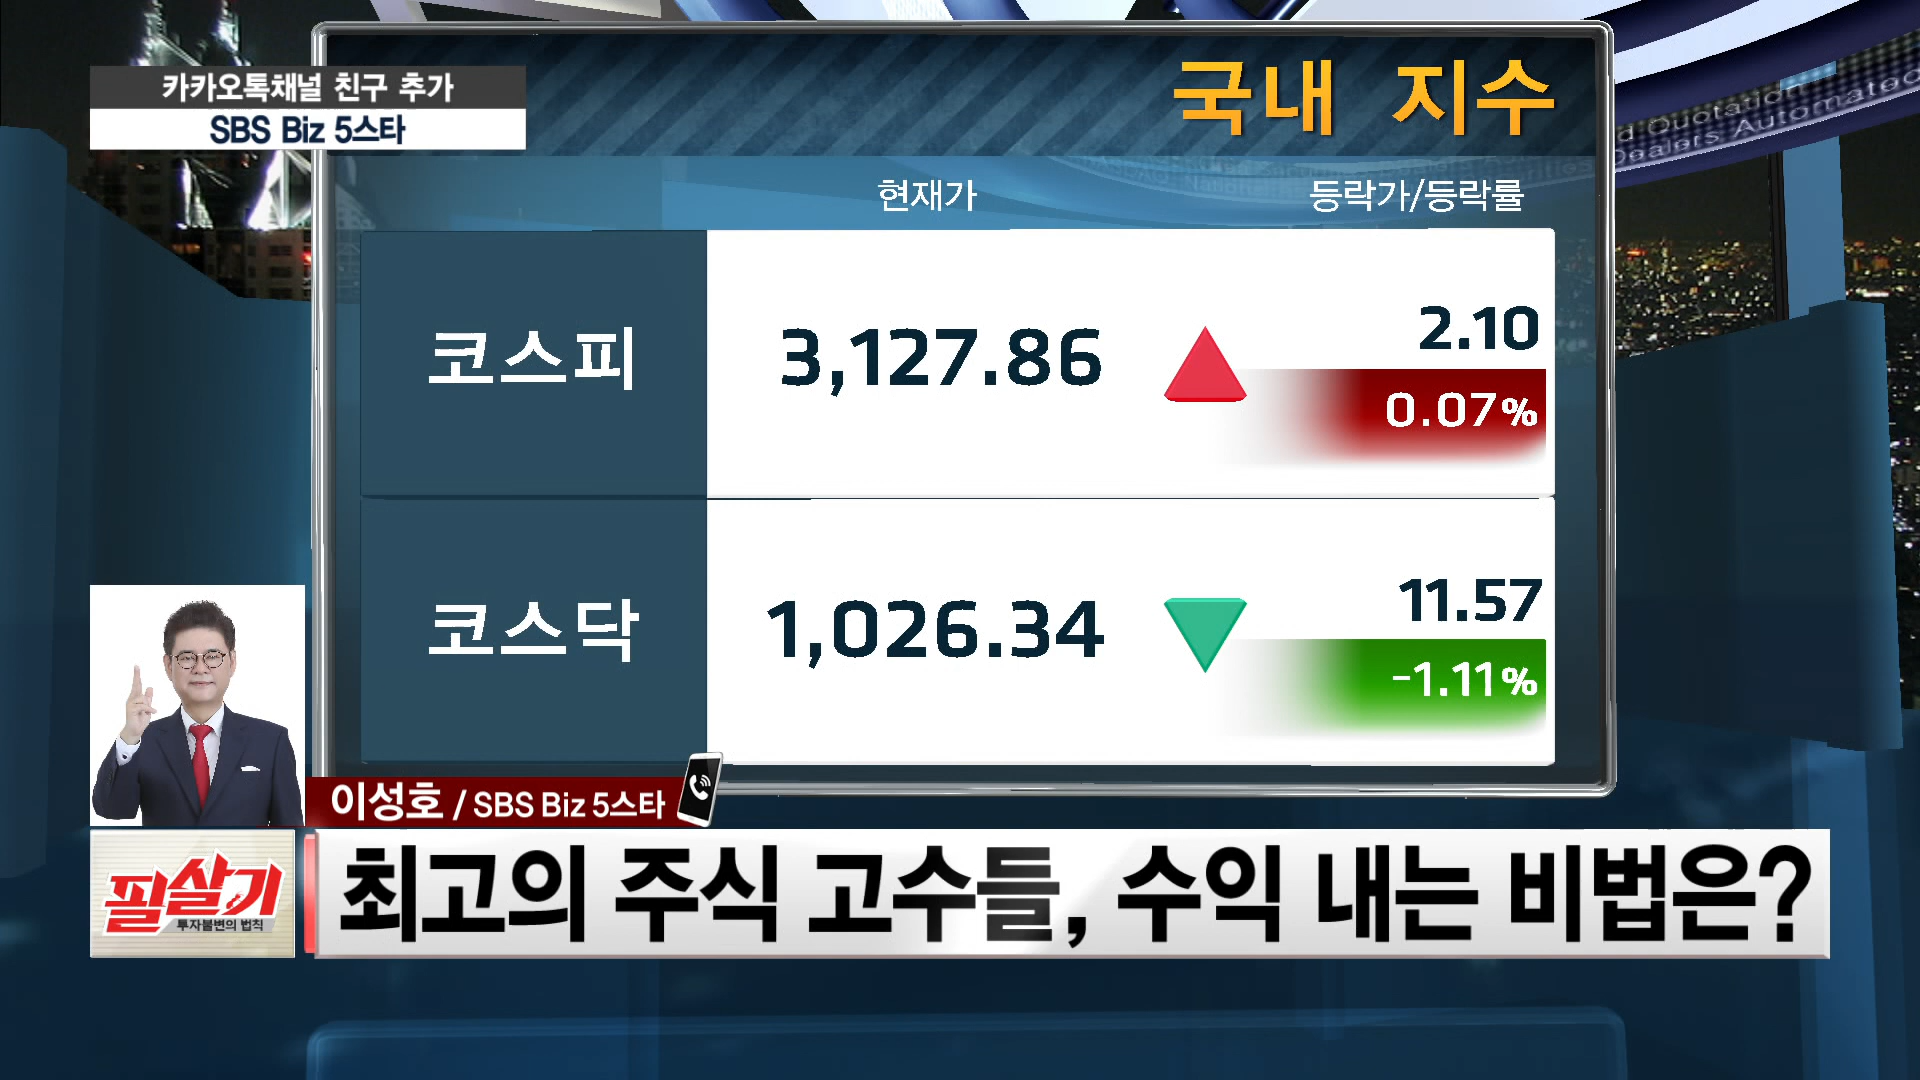 카카오톡채널 친구 추가
SBS Biz 5스타
국내 지수
현재가 등락가/등락률
코스피 3,127.86 ▲ 2.10
0.07%
코스닥 1,026.34 ▼ 11.57
-1.11%
이성호 / SBS Biz 5스타
필살기
투자불변의 법칙
최고의 주식 고수들, 수익 내는 비법은?
d Quotation
Dealers Automated